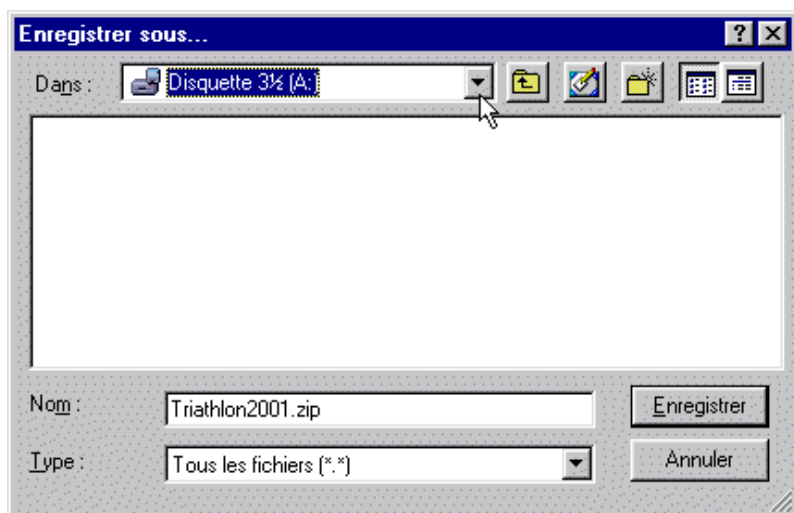 Enregistrer sous...
Dans :
Disquette 3½ (A:)
Nom :
Triathlon2001.zip
Enregistrer
Type :
Tous les fichiers (*.*)
Annuler